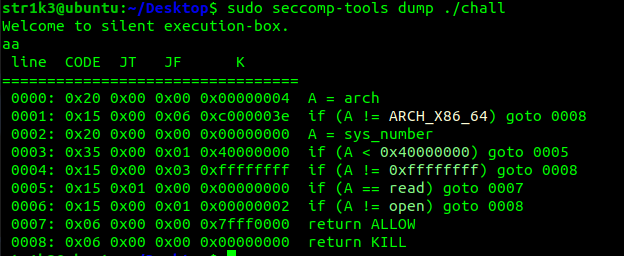 str1k3@ubuntu:~/Desktop$ sudo seccomp-tools dump ./chall
Welcome to silent execution-box.
aa
 line  CODE  JT   JF      K
=================================
 0000: 0x20 0x00 0x00 0x00000004  A = arch
 0001: 0x15 0x00 0x06 0xc000003e  if (A != ARCH_X86_64) goto 0008
 0002: 0x20 0x00 0x00 0x00000000  A = sys_number
 0003: 0x35 0x00 0x01 0x40000000  if (A < 0x40000000) goto 0005
 0004: 0x15 0x00 0x03 0xffffffff  if (A != 0xffffffff) goto 0008
 0005: 0x15 0x01 0x00 0x00000000  if (A == read) goto 0007
 0006: 0x15 0x00 0x01 0x00000002  if (A != open) goto 0008
 0007: 0x06 0x00 0x00 0x7fff0000  return ALLOW
 0008: 0x06 0x00 0x00 0x00000000  return KILL